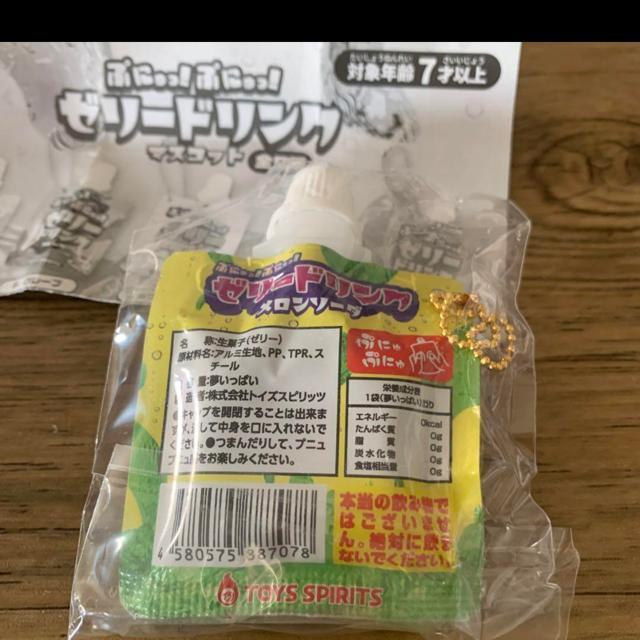 ぷにゅっ!ぷにゅっ!
ゼリードリンク
マスコット
たいしょうねんれい さいいじょう
対象年齢7才以上
ぷにゅっ!ぷにゅっ!
ゼリードリンク
メロンソーダ
名 称:生菓子(ゼリー)
原材料名:アルミ生地、PP、TPR、ス
チール
量:夢いっぱい
造者:株式会社トイズスピリッツ
●キャップを開閉することは出来ま
して中身を口に入れないで
ください。●つまんだりして、プニュ
プニュ をお楽しみください。
ぷにゅ
ぷにゅ
栄養成分表
1袋(夢いっぱい)
エネルギー 0kcal
たんぱく質 0g
脂 質 0g
炭水化物 0g
食塩相当量 0g
4 580575 387078
本当の飲み物で
はございませ
ん。絶対に飲ま
ないでください。
TOYS SPIRITS